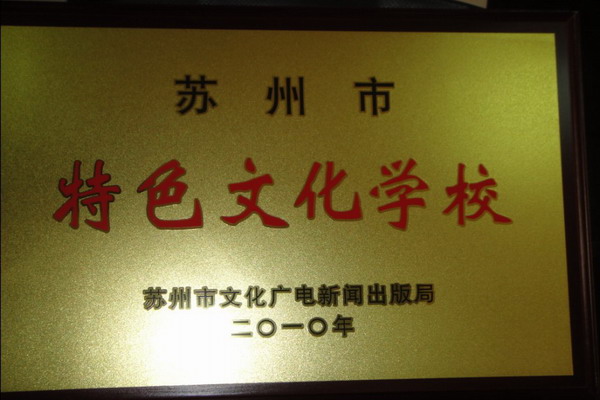 苏州市
特色文化学校
苏州市文化广电新闻出版局
二〇一〇年